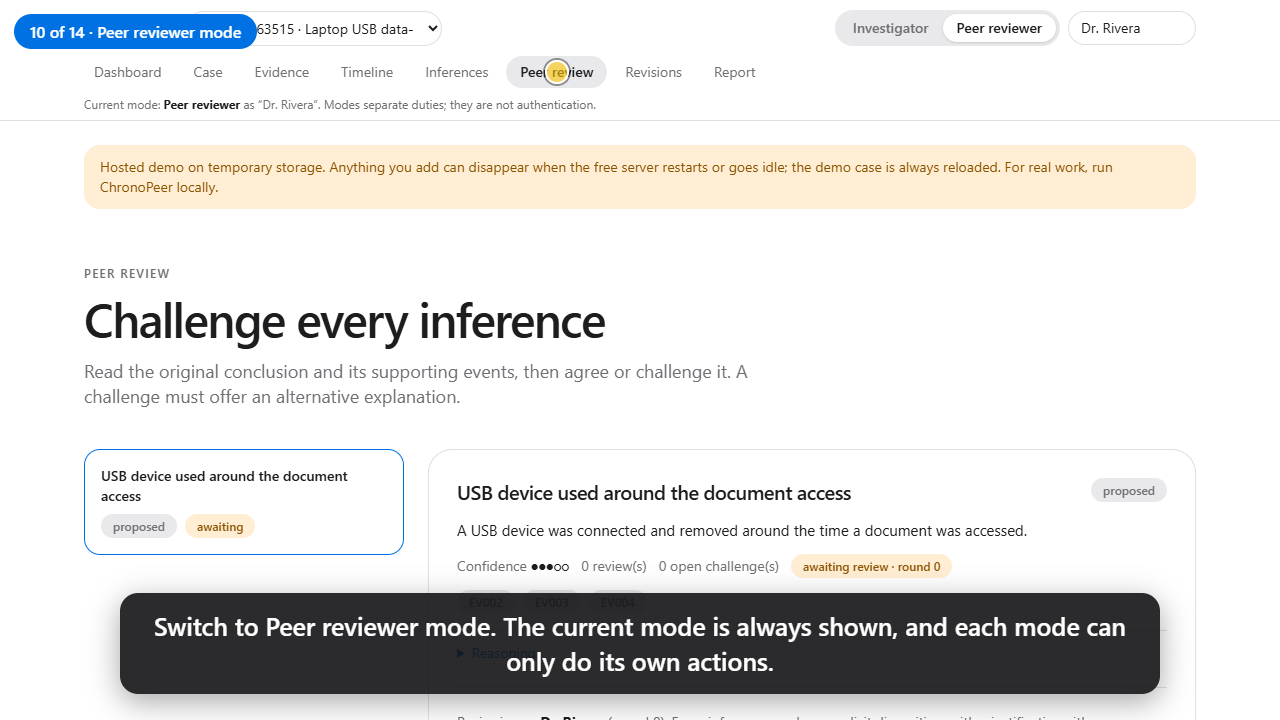 10 of 14 · Peer reviewer mode
63515 · Laptop USB data-
Investigator
Peer reviewer
Dr. Rivera
Dashboard
Case
Evidence
Timeline
Inferences
Peer review
Revisions
Report
Current mode: Peer reviewer as “Dr. Rivera”. Modes separate duties; they are not authentication.
Hosted demo on temporary storage. Anything you add can disappear when the free server restarts or goes idle; the demo case is always reloaded. For real work, run
ChronoPeer locally.
PEER REVIEW
Challenge every inference
Read the original conclusion and its supporting events, then agree or challenge it. A
challenge must offer an alternative explanation.
USB device used around the document
access
proposed
awaiting
USB device used around the document access
proposed
A USB device was connected and removed around the time a document was accessed.
Confidence ●●●○○ 0 review(s) 0 open challenge(s) awaiting review · round 0
EV002 EV003 EV004
Reasoning
Switch to Peer reviewer mode. The current mode is always shown, and each mode can
only do its own actions.